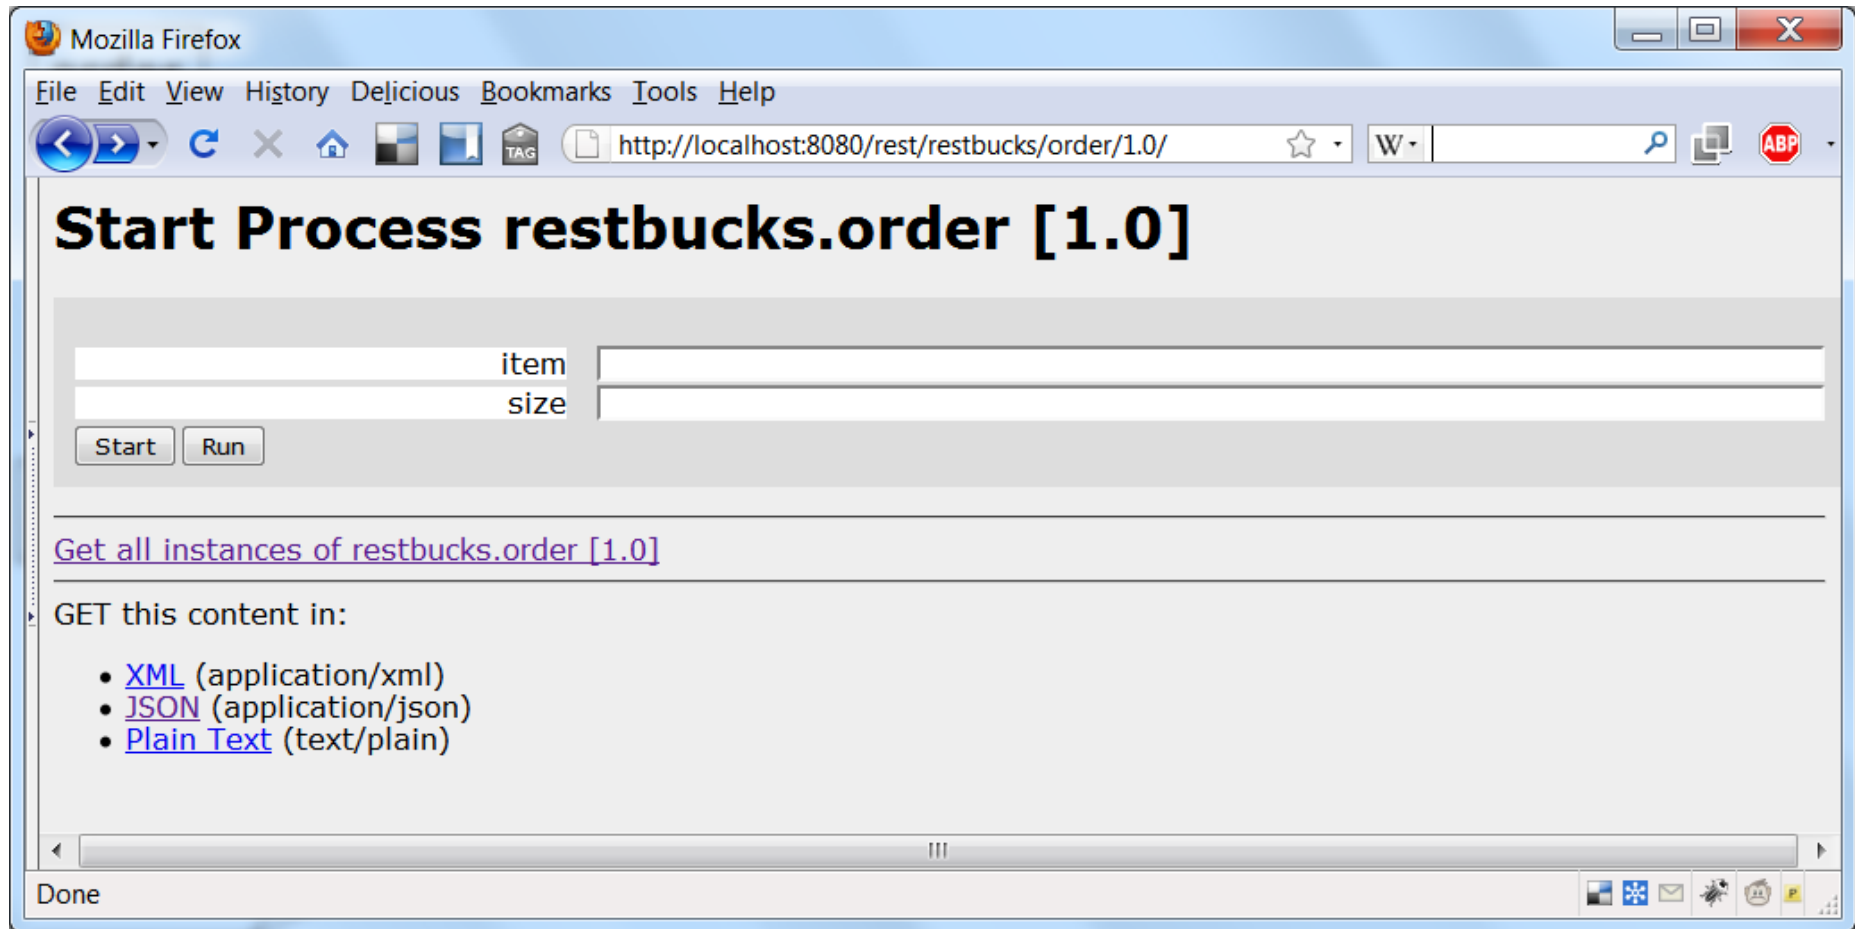 Mozilla Firefox
File Edit View History Delicious Bookmarks Tools Help
TAG http://localhost:8080/rest/restbucks/order/1.0/ W ABP
Start Process restbucks.order [1.0]
item
size
Start Run
Get all instances of restbucks.order [1.0]
GET this content in:
• XML (application/xml)
• JSON (application/json)
• Plain Text (text/plain)
Done P